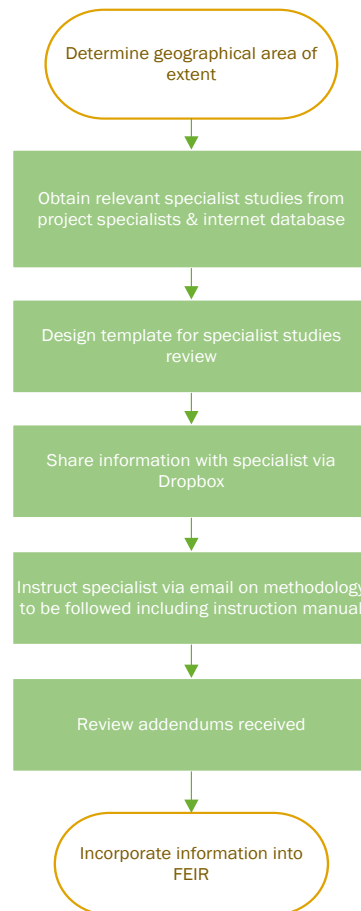 Determine geographical area of
extent
Obtain relevant specialist studies from
project specialists & internet database
Design template for specialist studies
review
Share information with specialist via
Dropbox
Instruct specialist via email on methodology
to be followed including instruction manual
Review addendums received
Incorporate information into
FEIR